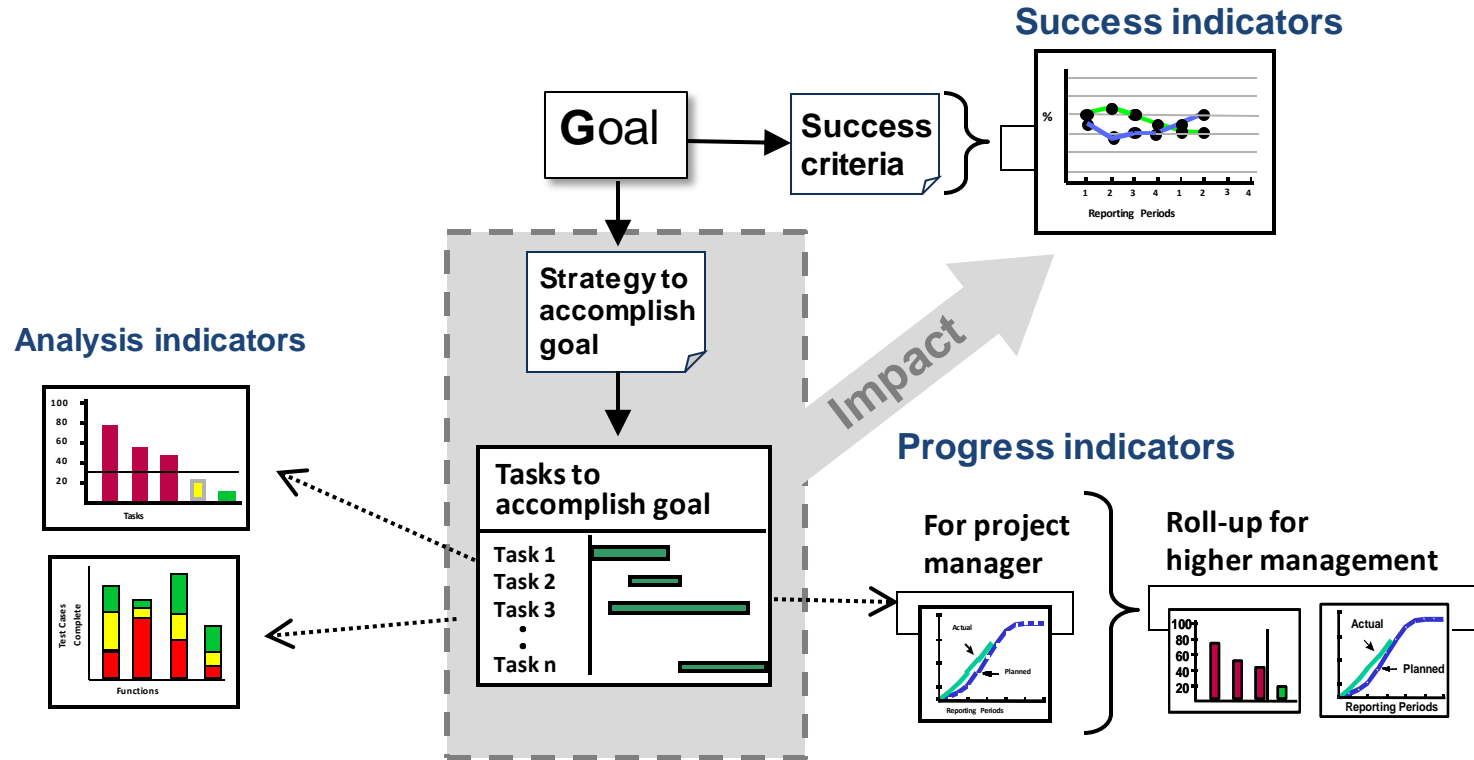 Success indicators
%
1 2 3 4 1 2 3 4
Reporting Periods
Goal
Success
criteria
Strategy to
accomplish
goal
Impact
Analysis indicators
100
80
60
40
20
Tasks
Test Cases
Complete
Functions
Tasks to
accomplish goal
Task 1
Task 2
Task 3
Task n
Progress indicators
For project
manager
Actual
Planned
Reporting Periods
Roll-up for
higher management
100
80
60
40
20
Actual
Planned
Reporting Periods